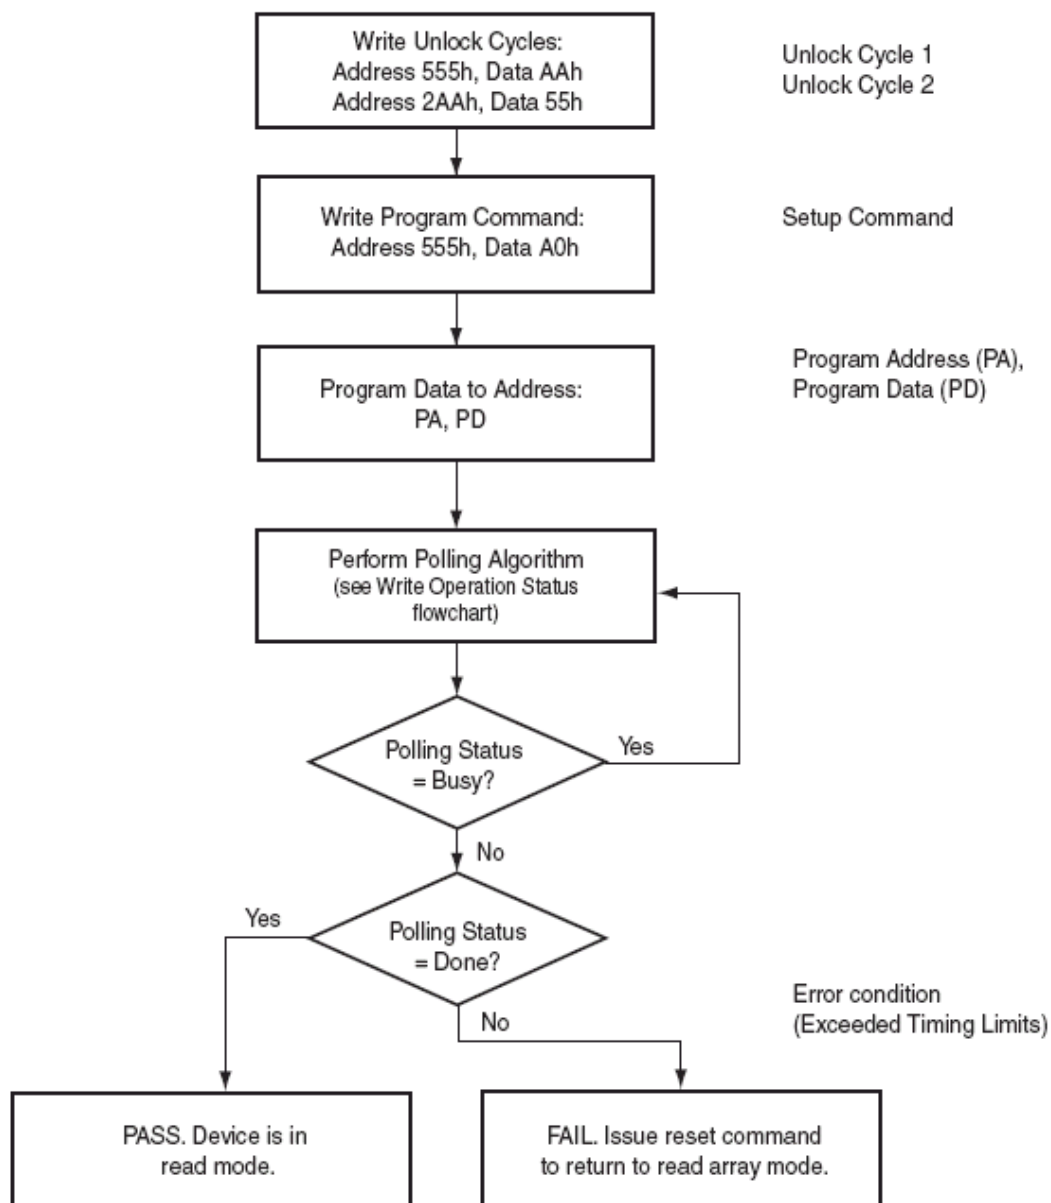 Write Unlock Cycles:
Address 555h, Data AAh
Address 2AAh, Data 55h
Unlock Cycle 1
Unlock Cycle 2
Write Program Command:
Address 555h, Data A0h
Setup Command
Program Data to Address:
PA, PD
Program Address (PA),
Program Data (PD)
Perform Polling Algorithm
(see Write Operation Status
flowchart)
Polling Status
= Busy?
Yes
No
Polling Status
= Done?
Yes
No
Error condition
(Exceeded Timing Limits)
PASS. Device is in
read mode.
FAIL. Issue reset command
to return to read array mode.